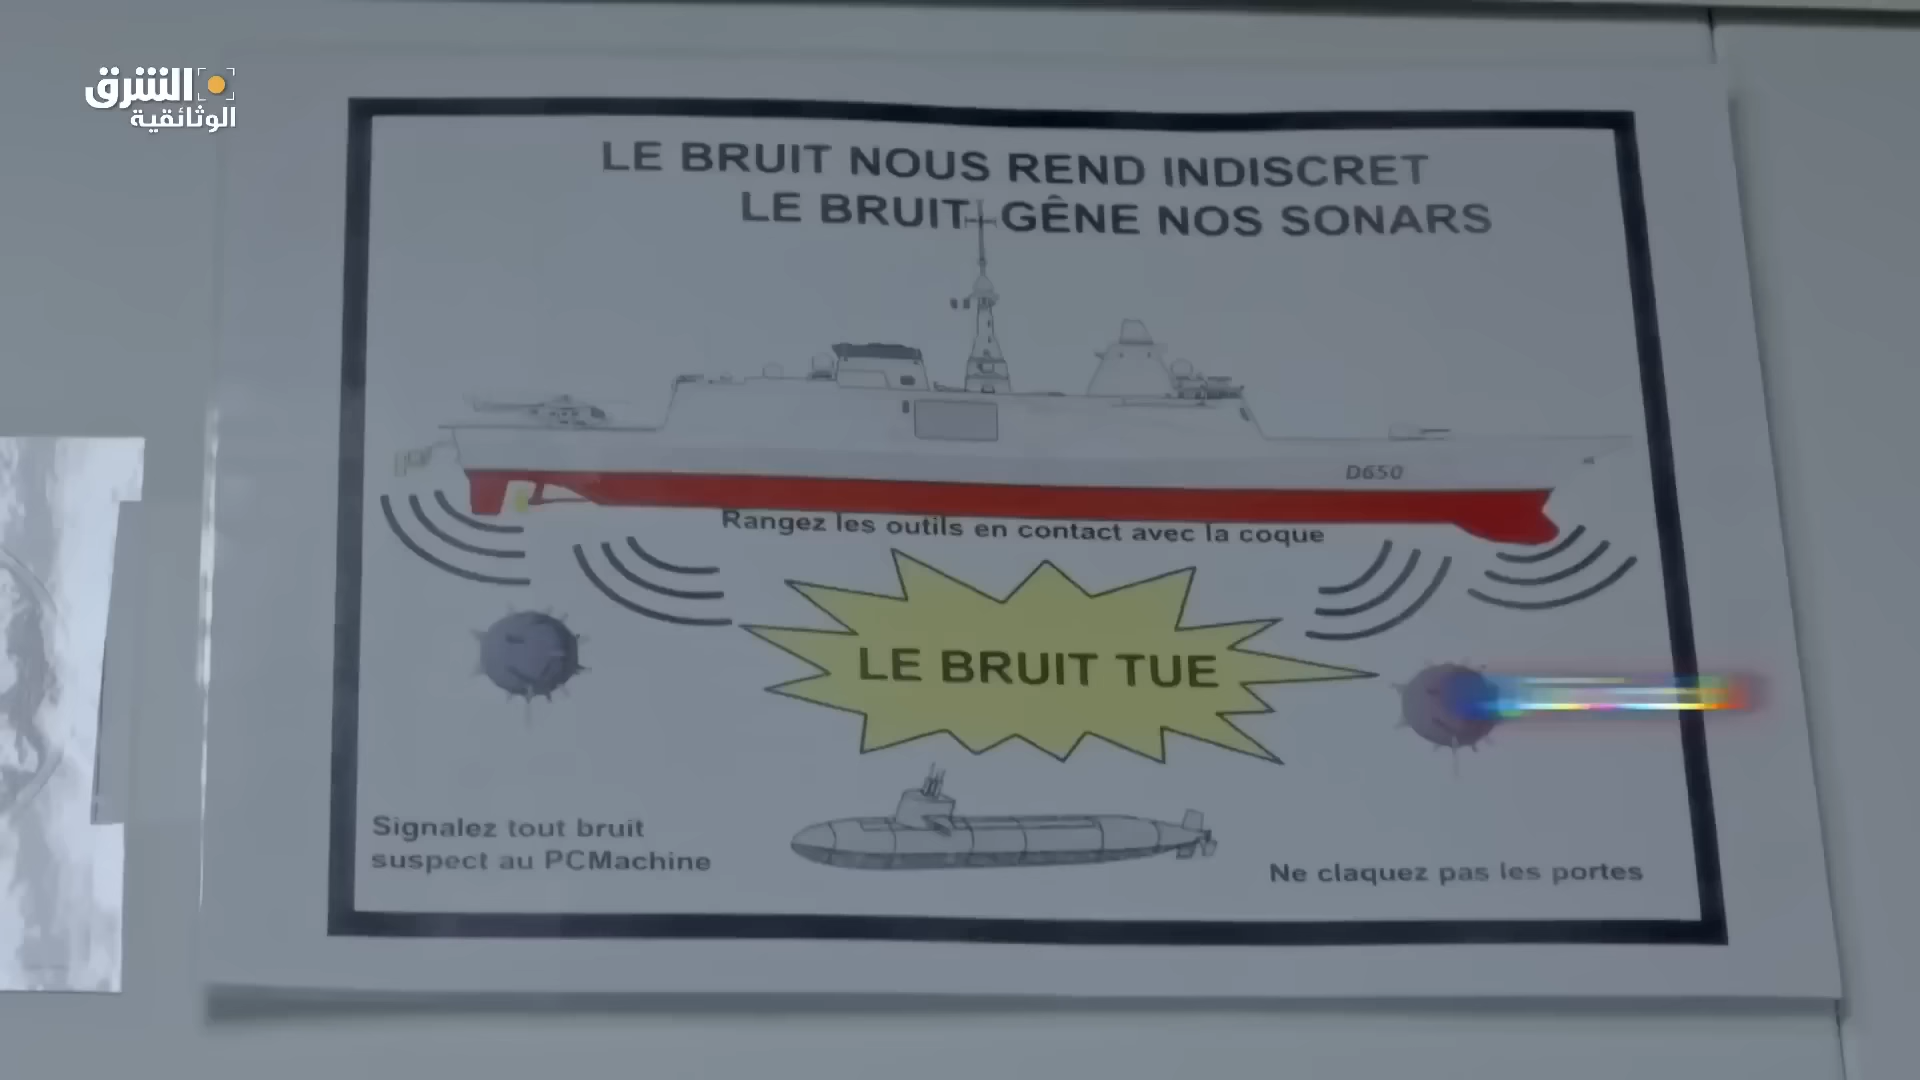 الشرق
الوثائقية
LE BRUIT NOUS REND INDISCRET
LE BRUIT GÊNE NOS SONARS
D650
Rangez les outils en contact avec la coque
LE BRUIT TUE
Signalez tout bruit
suspect au PCMachine
Ne claquez pas les portes